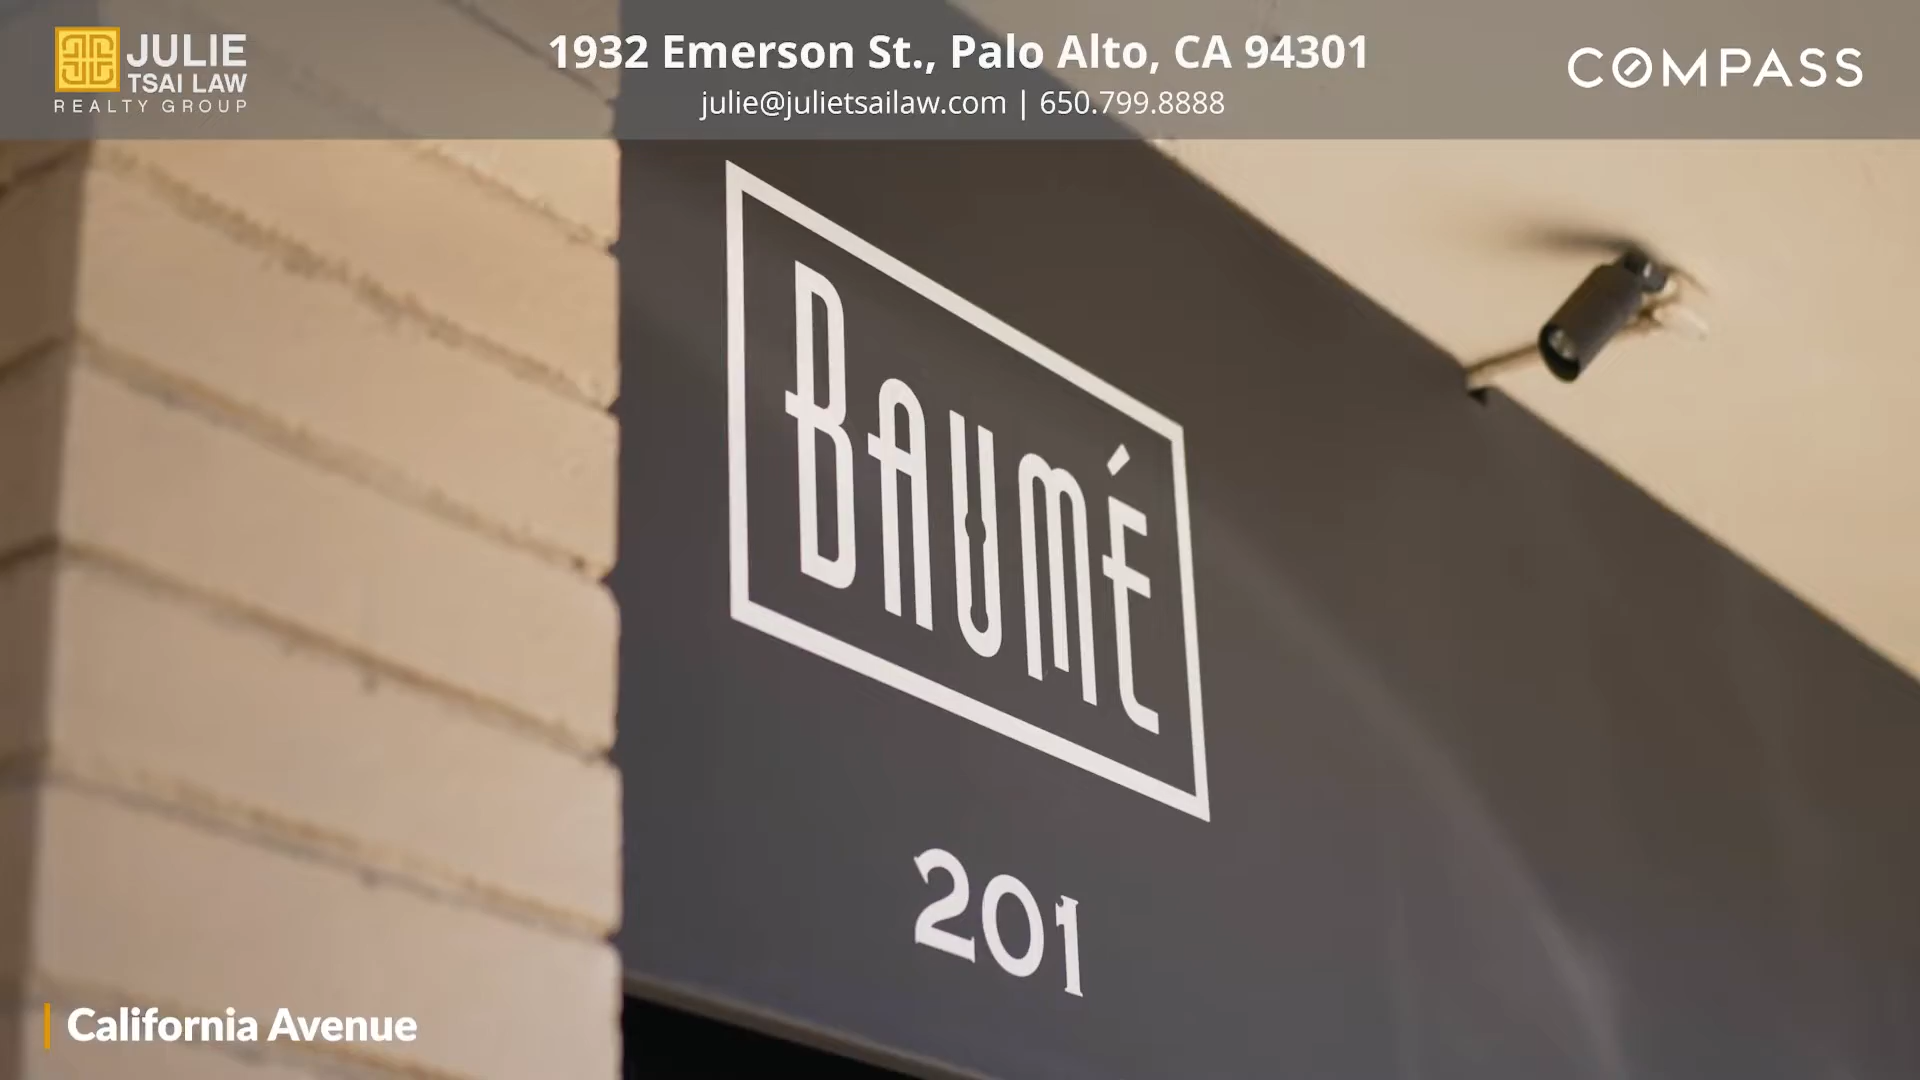 JULIE
TSAI LAW
REALTY GROUP
1932 Emerson St., Palo Alto, CA 94301
julie@julietsailaw.com | 650.799.8888
COMPASS
BAUMÉ
201
California Avenue